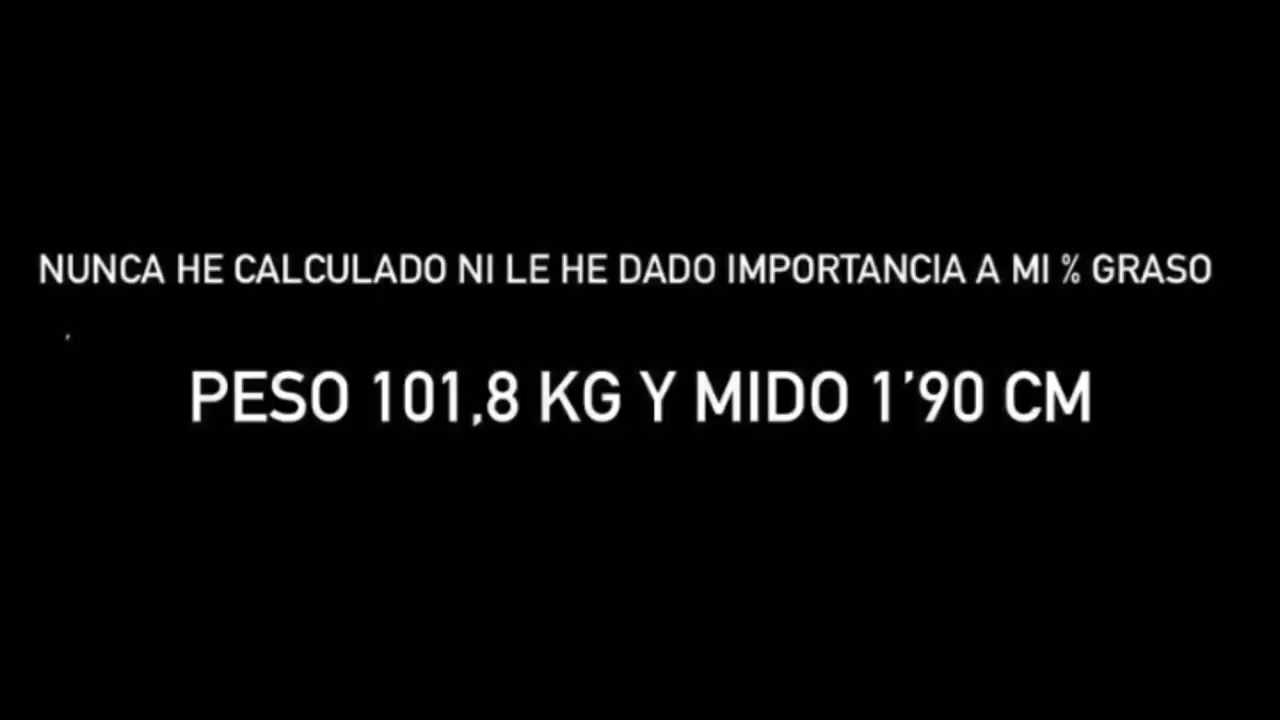 NUNCA HE CALCULADO NI LE HE DADO IMPORTANCIA A MI % GRASO
PESO 101,8 KG Y MIDO 1’90 CM